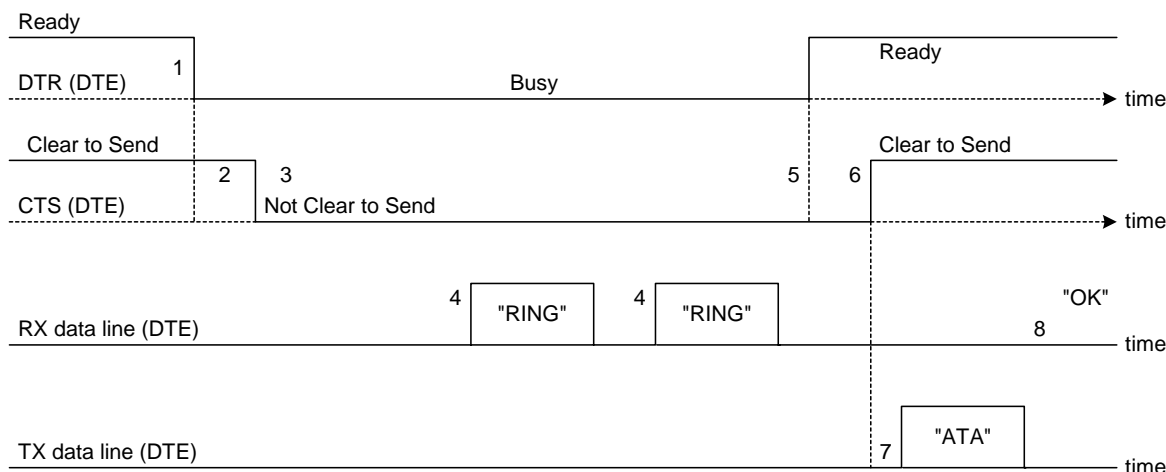 Ready
1
DTR (DTE)
Busy
Ready
time
Clear to Send
2
3
5
6
Clear to Send
CTS (DTE)
Not Clear to Send
time
4
"RING"
4
"RING"
"OK"
RX data line (DTE)
8
time
TX data line (DTE)
7
"ATA"
time